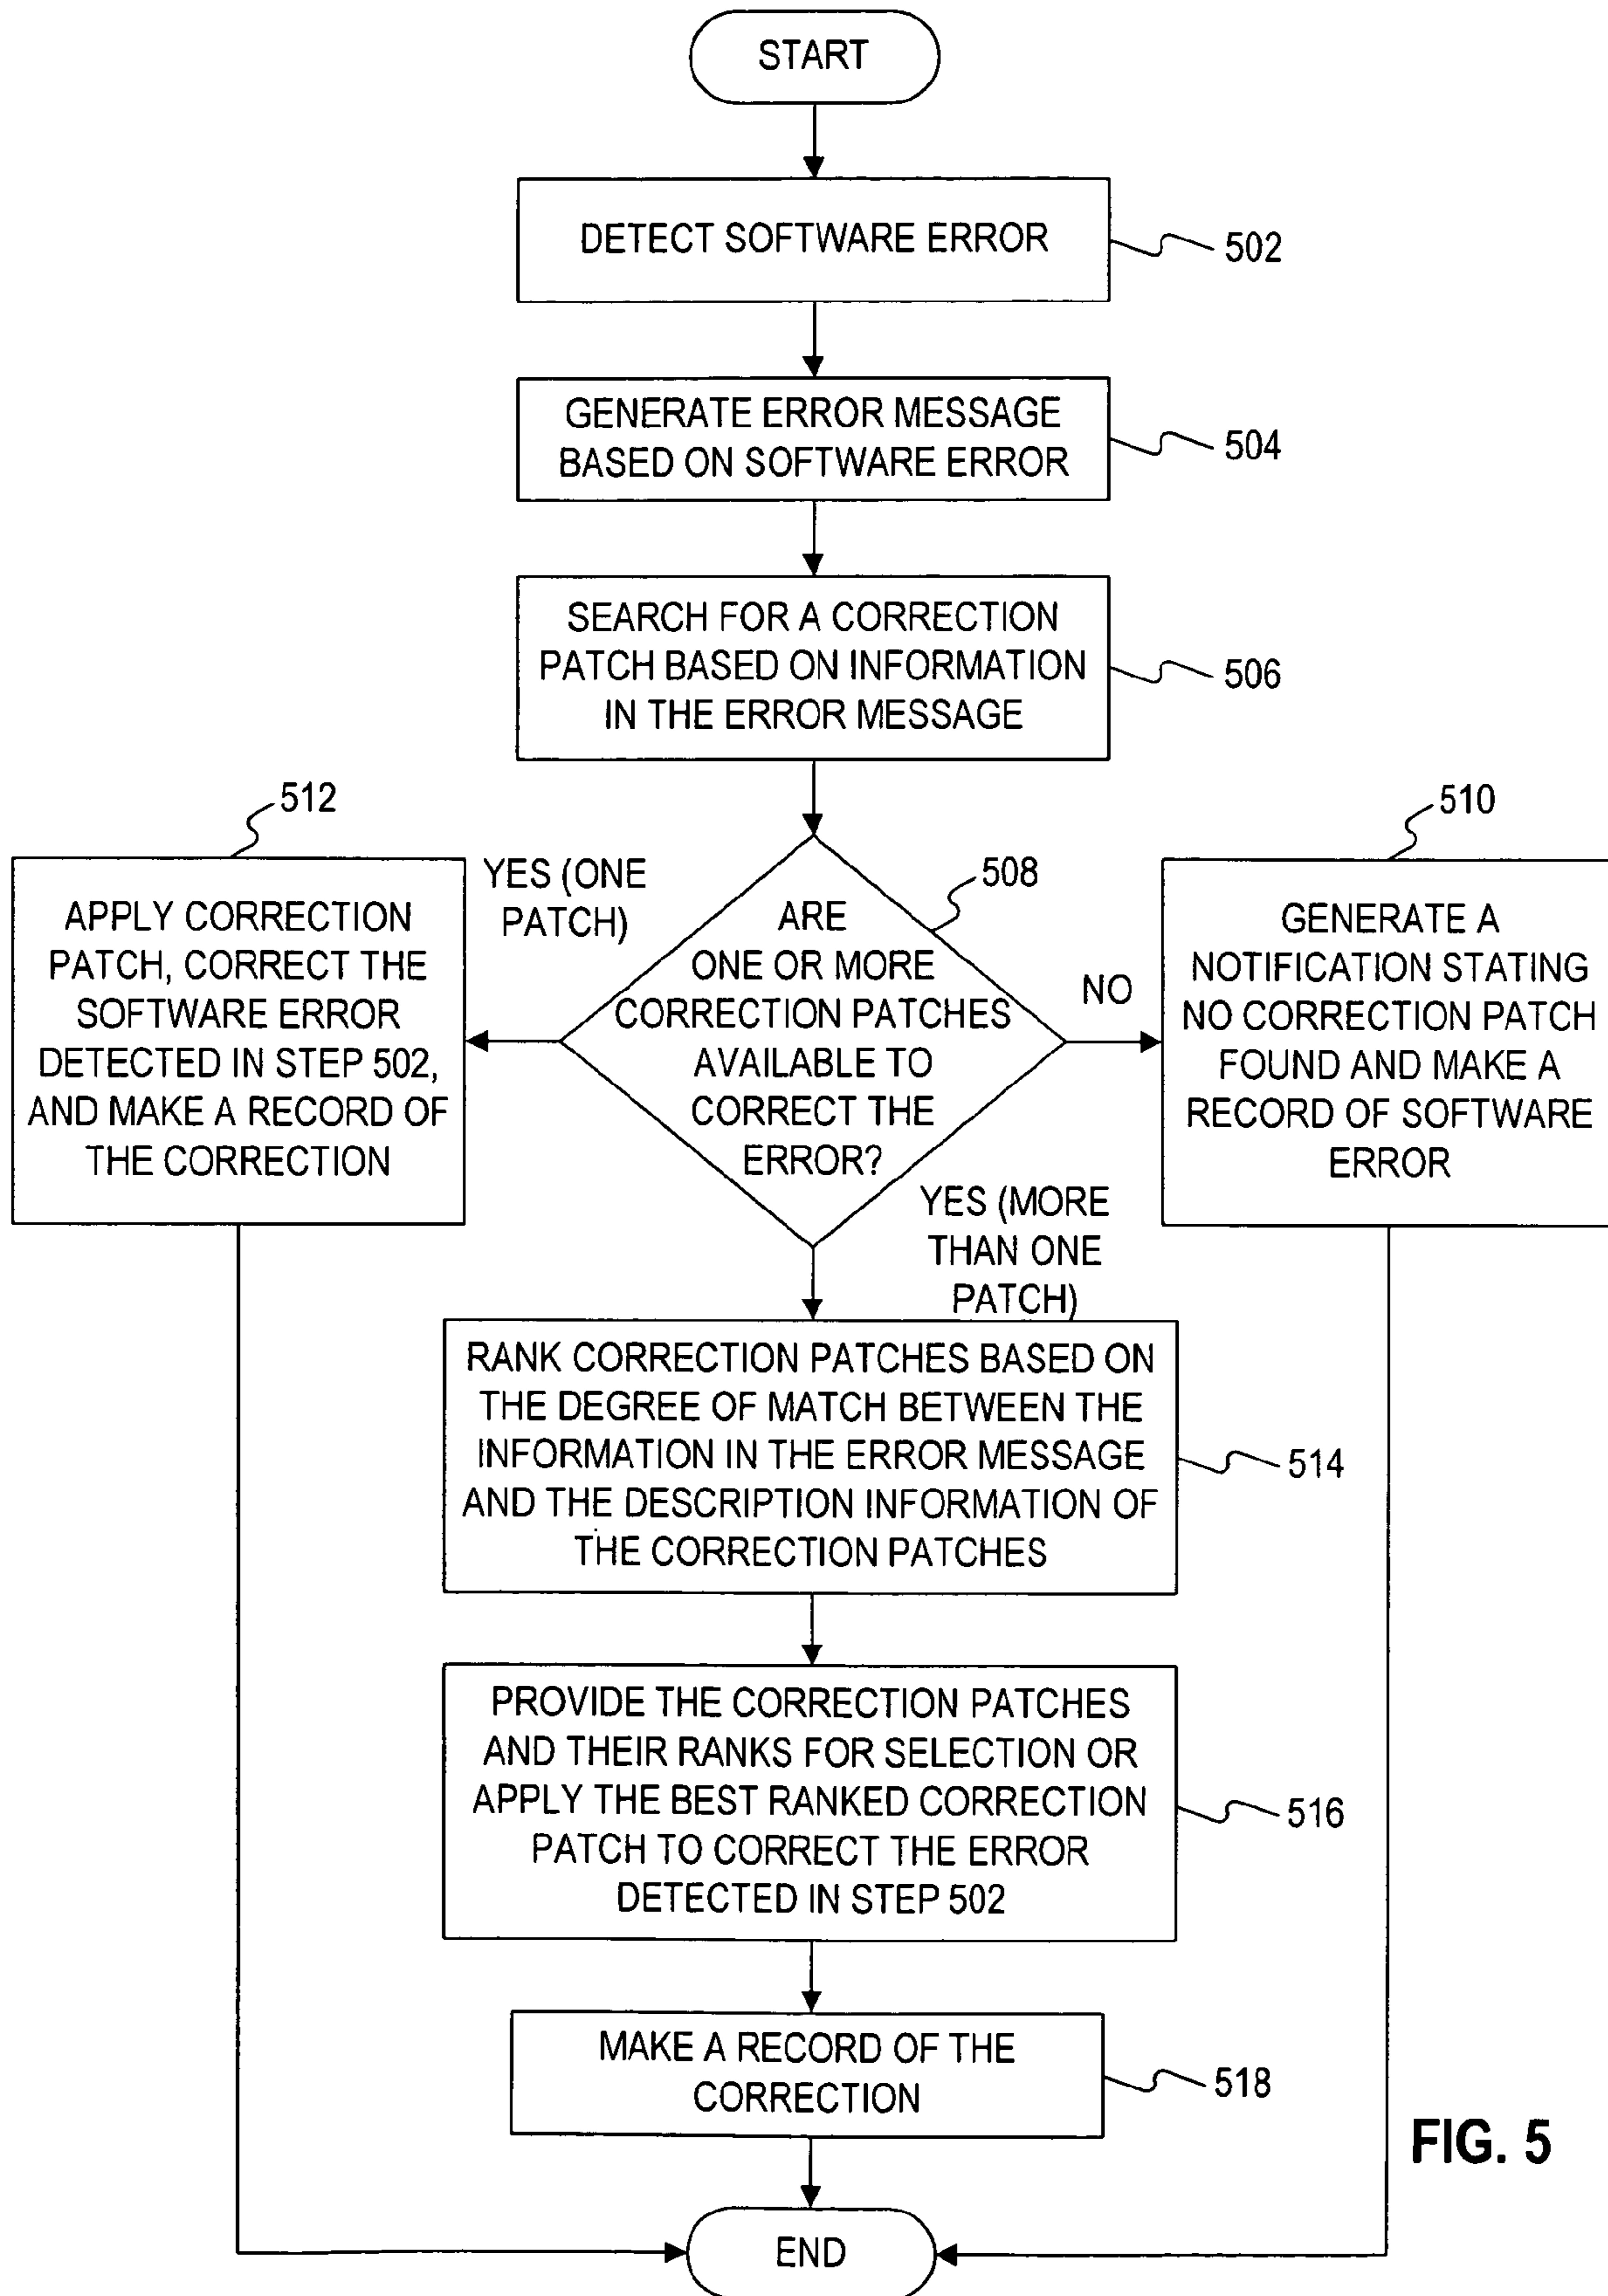 START
DETECT SOFTWARE ERROR
502
GENERATE ERROR MESSAGE
BASED ON SOFTWARE ERROR
504
SEARCH FOR A CORRECTION
PATCH BASED ON INFORMATION
IN THE ERROR MESSAGE
506
512
APPLY CORRECTION
PATCH, CORRECT THE
SOFTWARE ERROR
DETECTED IN STEP 502,
AND MAKE A RECORD OF
THE CORRECTION
YES (ONE
PATCH)
508
ARE
ONE OR MORE
CORRECTION PATCHES
AVAILABLE TO
CORRECT THE
ERROR?
NO
510
GENERATE A
NOTIFICATION STATING
NO CORRECTION PATCH
FOUND AND MAKE A
RECORD OF SOFTWARE
ERROR
YES (MORE
THAN ONE
PATCH)
RANK CORRECTION PATCHES BASED ON
THE DEGREE OF MATCH BETWEEN THE
INFORMATION IN THE ERROR MESSAGE
AND THE DESCRIPTION INFORMATION OF
THE CORRECTION PATCHES
514
PROVIDE THE CORRECTION PATCHES
AND THEIR RANKS FOR SELECTION OR
APPLY THE BEST RANKED CORRECTION
PATCH TO CORRECT THE ERROR
DETECTED IN STEP 502
516
MAKE A RECORD OF THE
CORRECTION
518
FIG. 5
END